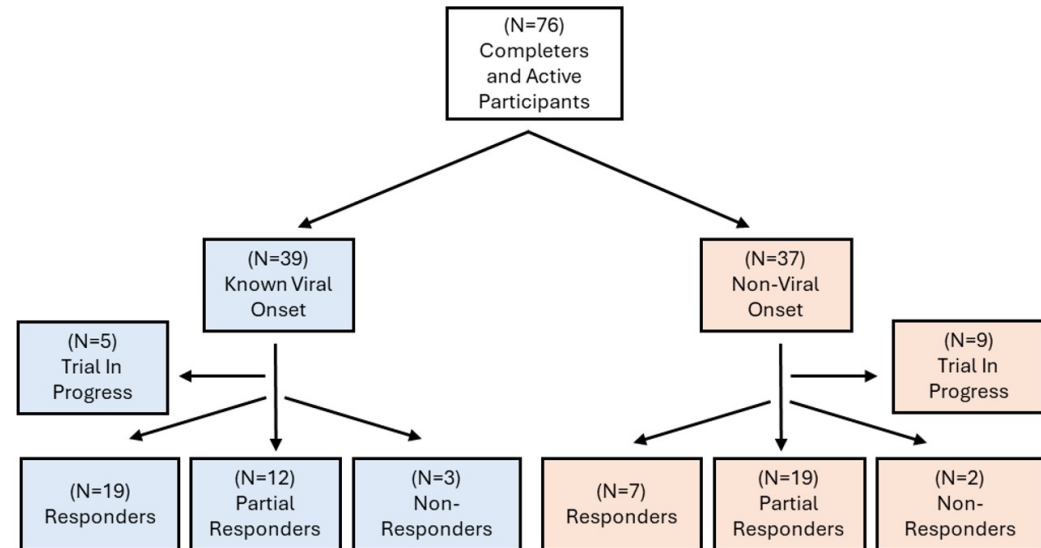 (N=76)
Completers
and Active
Participants
(N=39)
Known Viral
Onset
(N=37)
Non-Viral
Onset
(N=5)
Trial In
Progress
(N=9)
Trial In
Progress
(N=19)
Responders
(N=12)
Partial
Responders
(N=3)
Non-
Responders
(N=7)
Responders
(N=19)
Partial
Responders
(N=2)
Non-
Responders